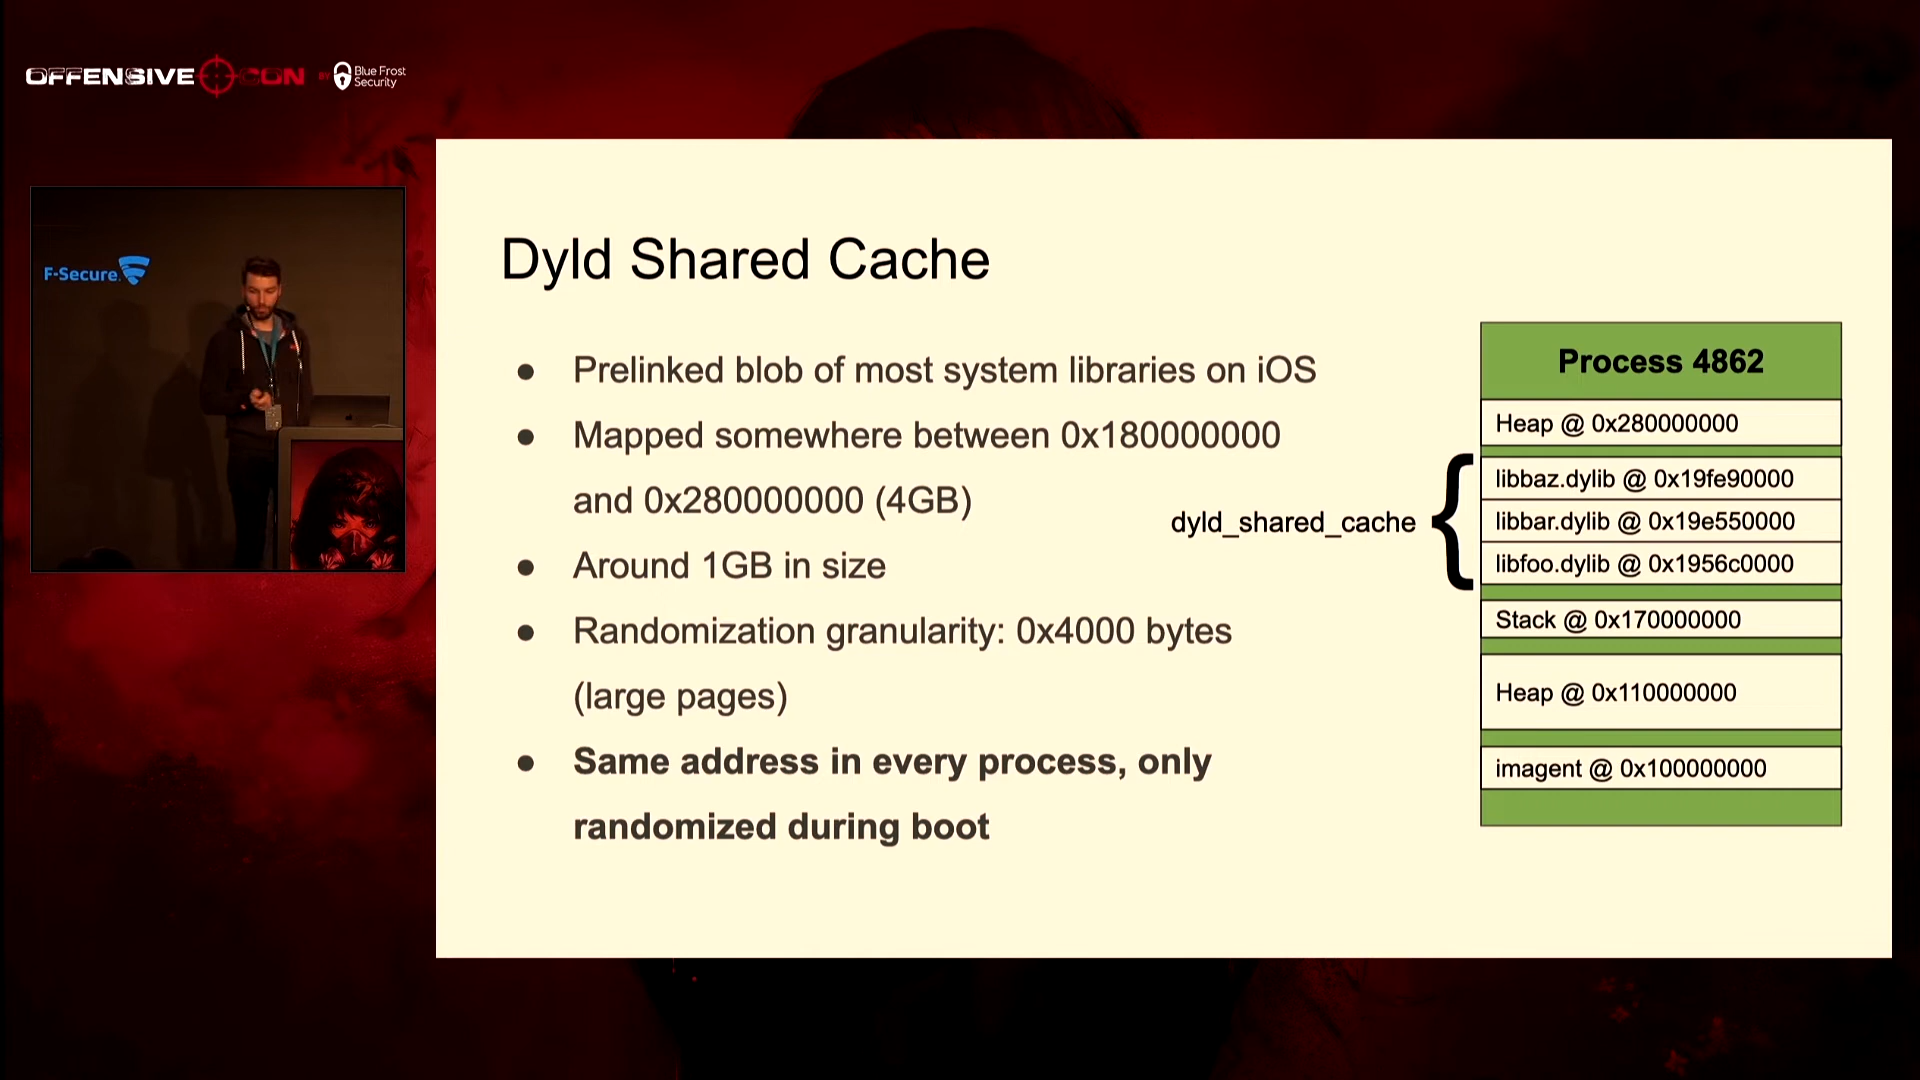 OFFENSIVE CON BY Blue Frost
Security
F-Secure.
Dyld Shared Cache
● Prelinked blob of most system libraries on iOS
● Mapped somewhere between 0x180000000
and 0x280000000 (4GB)
● Around 1GB in size
● Randomization granularity: 0x4000 bytes
(large pages)
● Same address in every process, only
randomized during boot
dyld_shared_cache {
Process 4862
Heap @ 0x280000000
libbaz.dylib @ 0x19fe90000
libbar.dylib @ 0x19e550000
libfoo.dylib @ 0x1956c0000
Stack @ 0x170000000
Heap @ 0x110000000
imagent @ 0x100000000